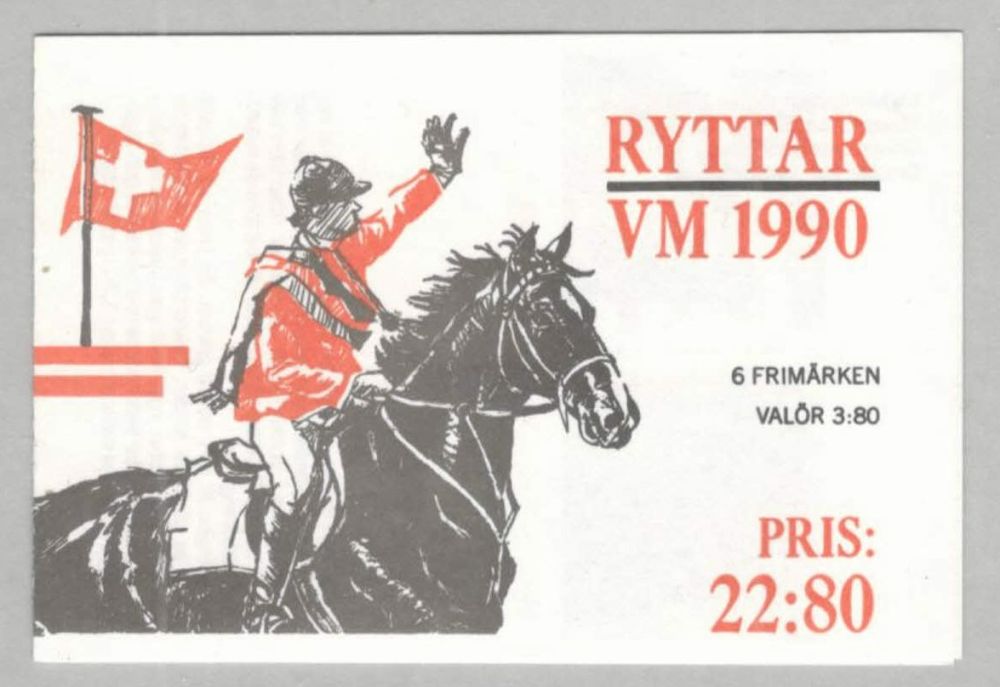 RYTTAR
VM 1990
6 FRIMÄRKEN
VALÖR 3:80
PRIS:
22:80